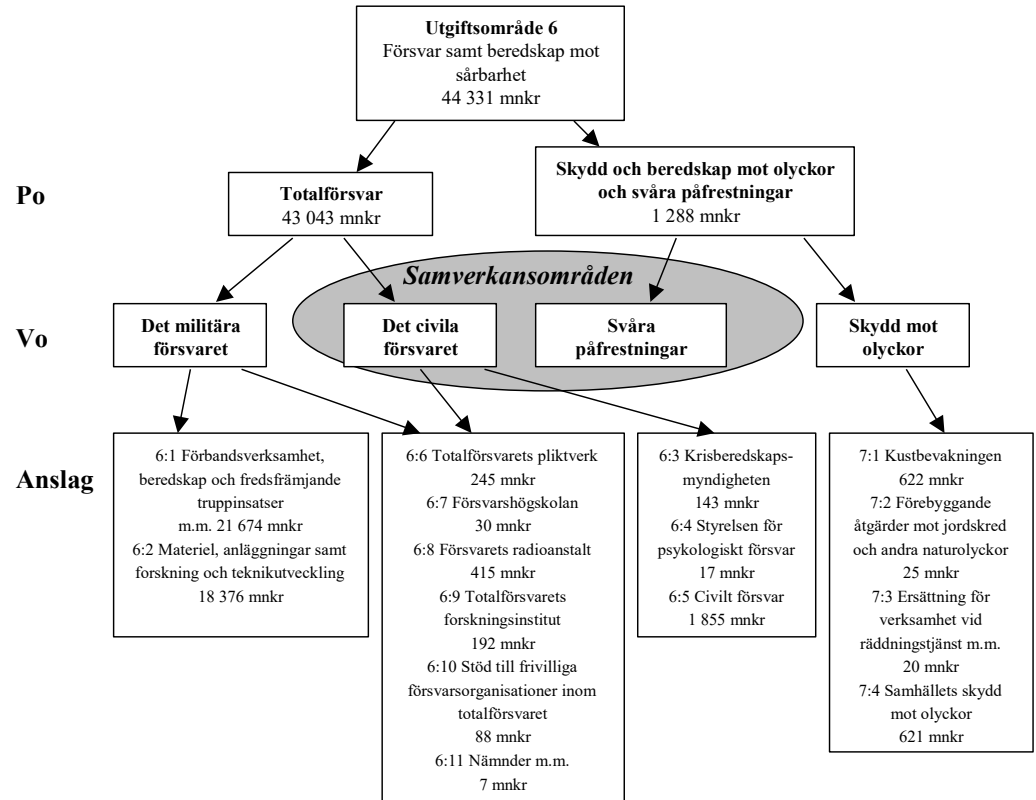 Utgiftsområde 6
Försvar samt beredskap mot
sårbarhet
44 331 mnkr
Po
Totalförsvar
43 043 mnkr
Skydd och beredskap mot olyckor
och svåra påfrestningar
1 288 mnkr
Samverkansområden
Vo
Det militära
försvaret
Det civila
försvaret
Svåra
påfrestningar
Skydd mot
olyckor
Anslag
6:1 Förbandsverksamhet,
beredskap och fredsfrämjande
truppinsatser
m.m. 21 674 mnkr
6:2 Materiel, anläggningar samt
forskning och teknikutveckling
18 376 mnkr
6:6 Totalförsvarets pliktverk
245 mnkr
6:7 Försvarshögskolan
30 mnkr
6:8 Försvarets radioanstalt
415 mnkr
6:9 Totalförsvarets
forskningsinstitut
192 mnkr
6:10 Stöd till frivilliga
försvarsorganisationer inom
totalförsvaret
88 mnkr
6:11 Nämnder m.m.
7 mnkr
6:3 Krisberedskaps-
myndigheten
143 mnkr
6:4 Styrelsen för
psykologiskt försvar
17 mnkr
6:5 Civilt försvar
1 855 mnkr
7:1 Kustbevakningen
622 mnkr
7:2 Förebyggande
åtgärder mot jordskred
och andra naturolyckor
25 mnkr
7:3 Ersättning för
verksamhet vid
räddningstjänst m.m.
20 mnkr
7:4 Samhällets skydd
mot olyckor
621 mnkr